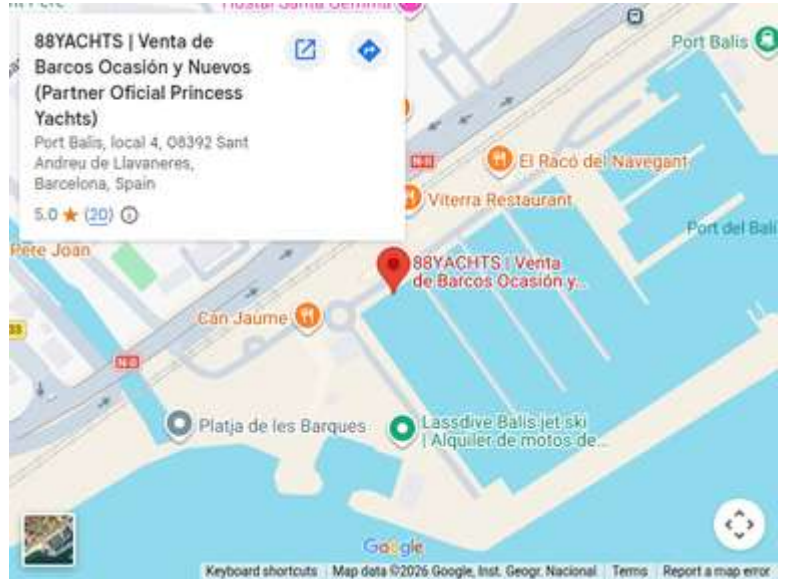 Hostal Santa Gemma
88YACHTS | Venta de
Barcos Ocasión y Nuevos
(Partner Oficial Princess
Yachts)
Port Balis, local 4, 08392 Sant
Andreu de Llavaneres,
Barcelona, Spain
5.0 ★ (20)
Port Balis
N-II
El Racó del Navegant
Viterra Restaurant
Port del Balí
Pere Joan
88YACHTS | Venta
de Barcos Ocasión y...
Can Jaume
33
N-II
Platja de les Barques
Lassdive Balis jet ski
| Alquiler de motos de...
Google
Keyboard shortcuts
Map data ©2026 Google, Inst. Geogr. Nacional
Terms
Report a map error